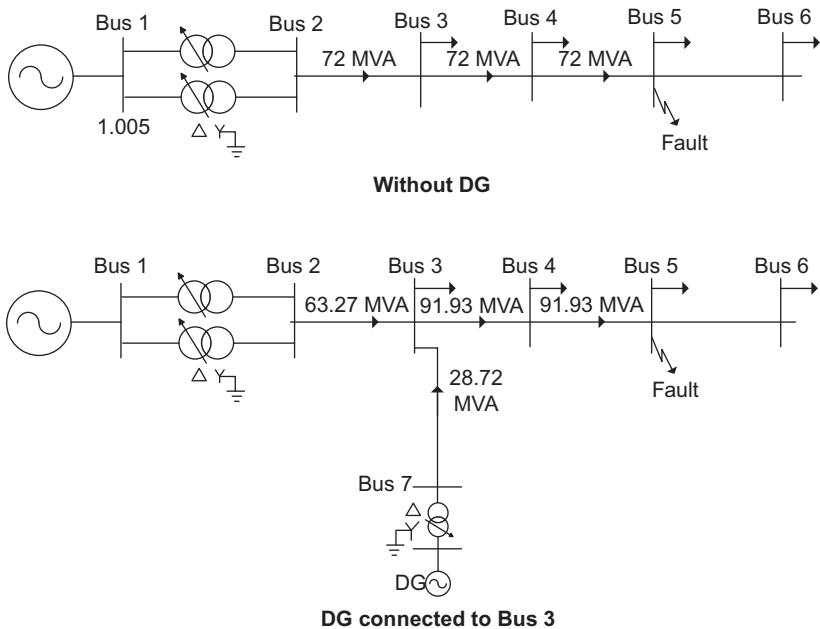 Bus 1 Bus 2 Bus 3 Bus 4 Bus 5 Bus 6
72 MVA 72 MVA 72 MVA
1.005
Δ Y
Fault
Without DG
Bus 1 Bus 2 Bus 3 Bus 4 Bus 5 Bus 6
63.27 MVA 91.93 MVA 91.93 MVA
Δ Y
Fault
28.72
MVA
Bus 7
Δ
Y
DG
DG connected to Bus 3